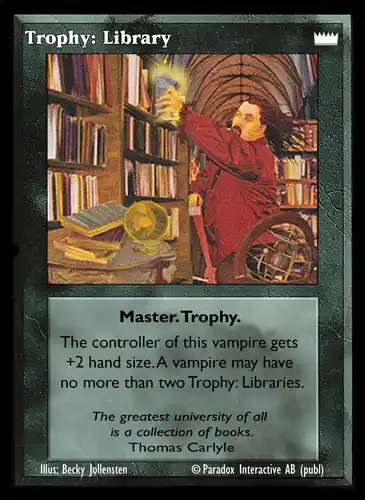 Trophy: Library
Master. Trophy.
The controller of this vampire gets
+2 hand size. A vampire may have
no more than two Trophy: Libraries.
The greatest university of all
is a collection of books.
Thomas Carlyle
Illus: Becky Jollensten © Paradox Interactive AB (publ)